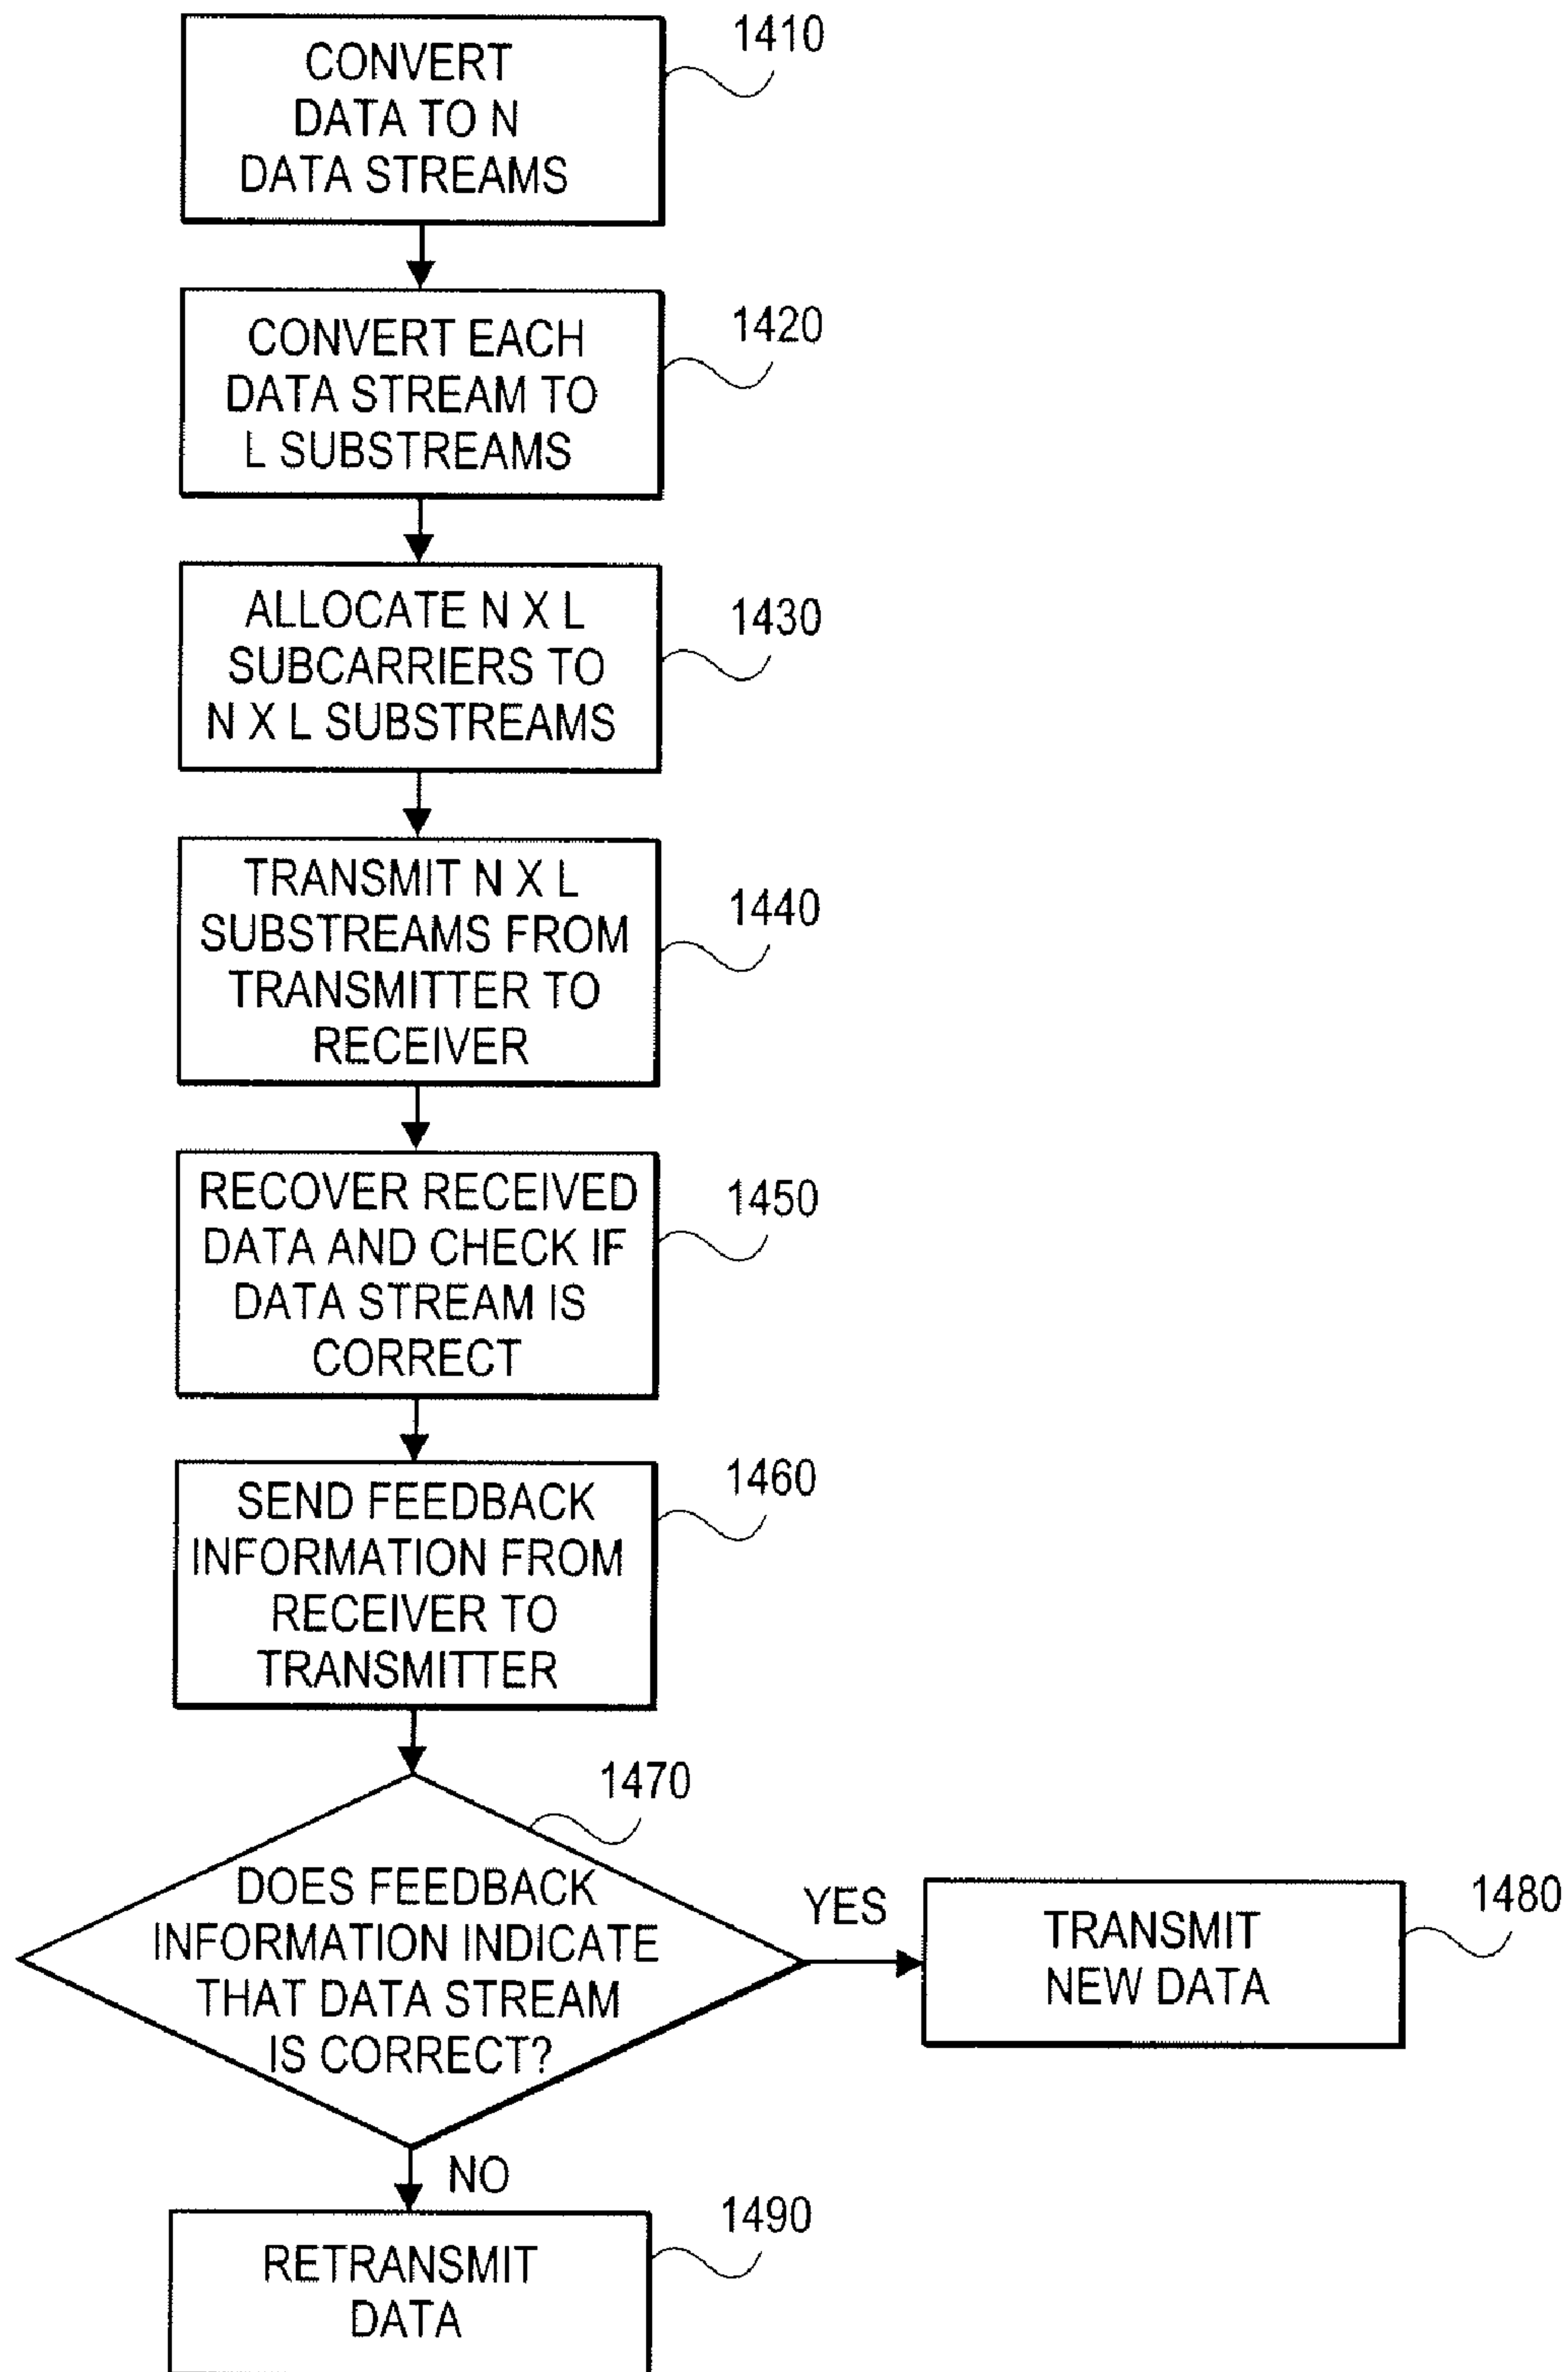 1410
CONVERT
DATA TO N
DATA STREAMS
1420
CONVERT EACH
DATA STREAM TO
L SUBSTREAMS
1430
ALLOCATE N X L
SUBCARRIERS TO
N X L SUBSTREAMS
1440
TRANSMIT N X L
SUBSTREAMS FROM
TRANSMITTER TO
RECEIVER
1450
RECOVER RECEIVED
DATA AND CHECK IF
DATA STREAM IS
CORRECT
1460
SEND FEEDBACK
INFORMATION FROM
RECEIVER TO
TRANSMITTER
1470
DOES FEEDBACK
INFORMATION INDICATE
THAT DATA STREAM
IS CORRECT?
YES
1480
TRANSMIT
NEW DATA
NO
1490
RETRANSMIT
DATA